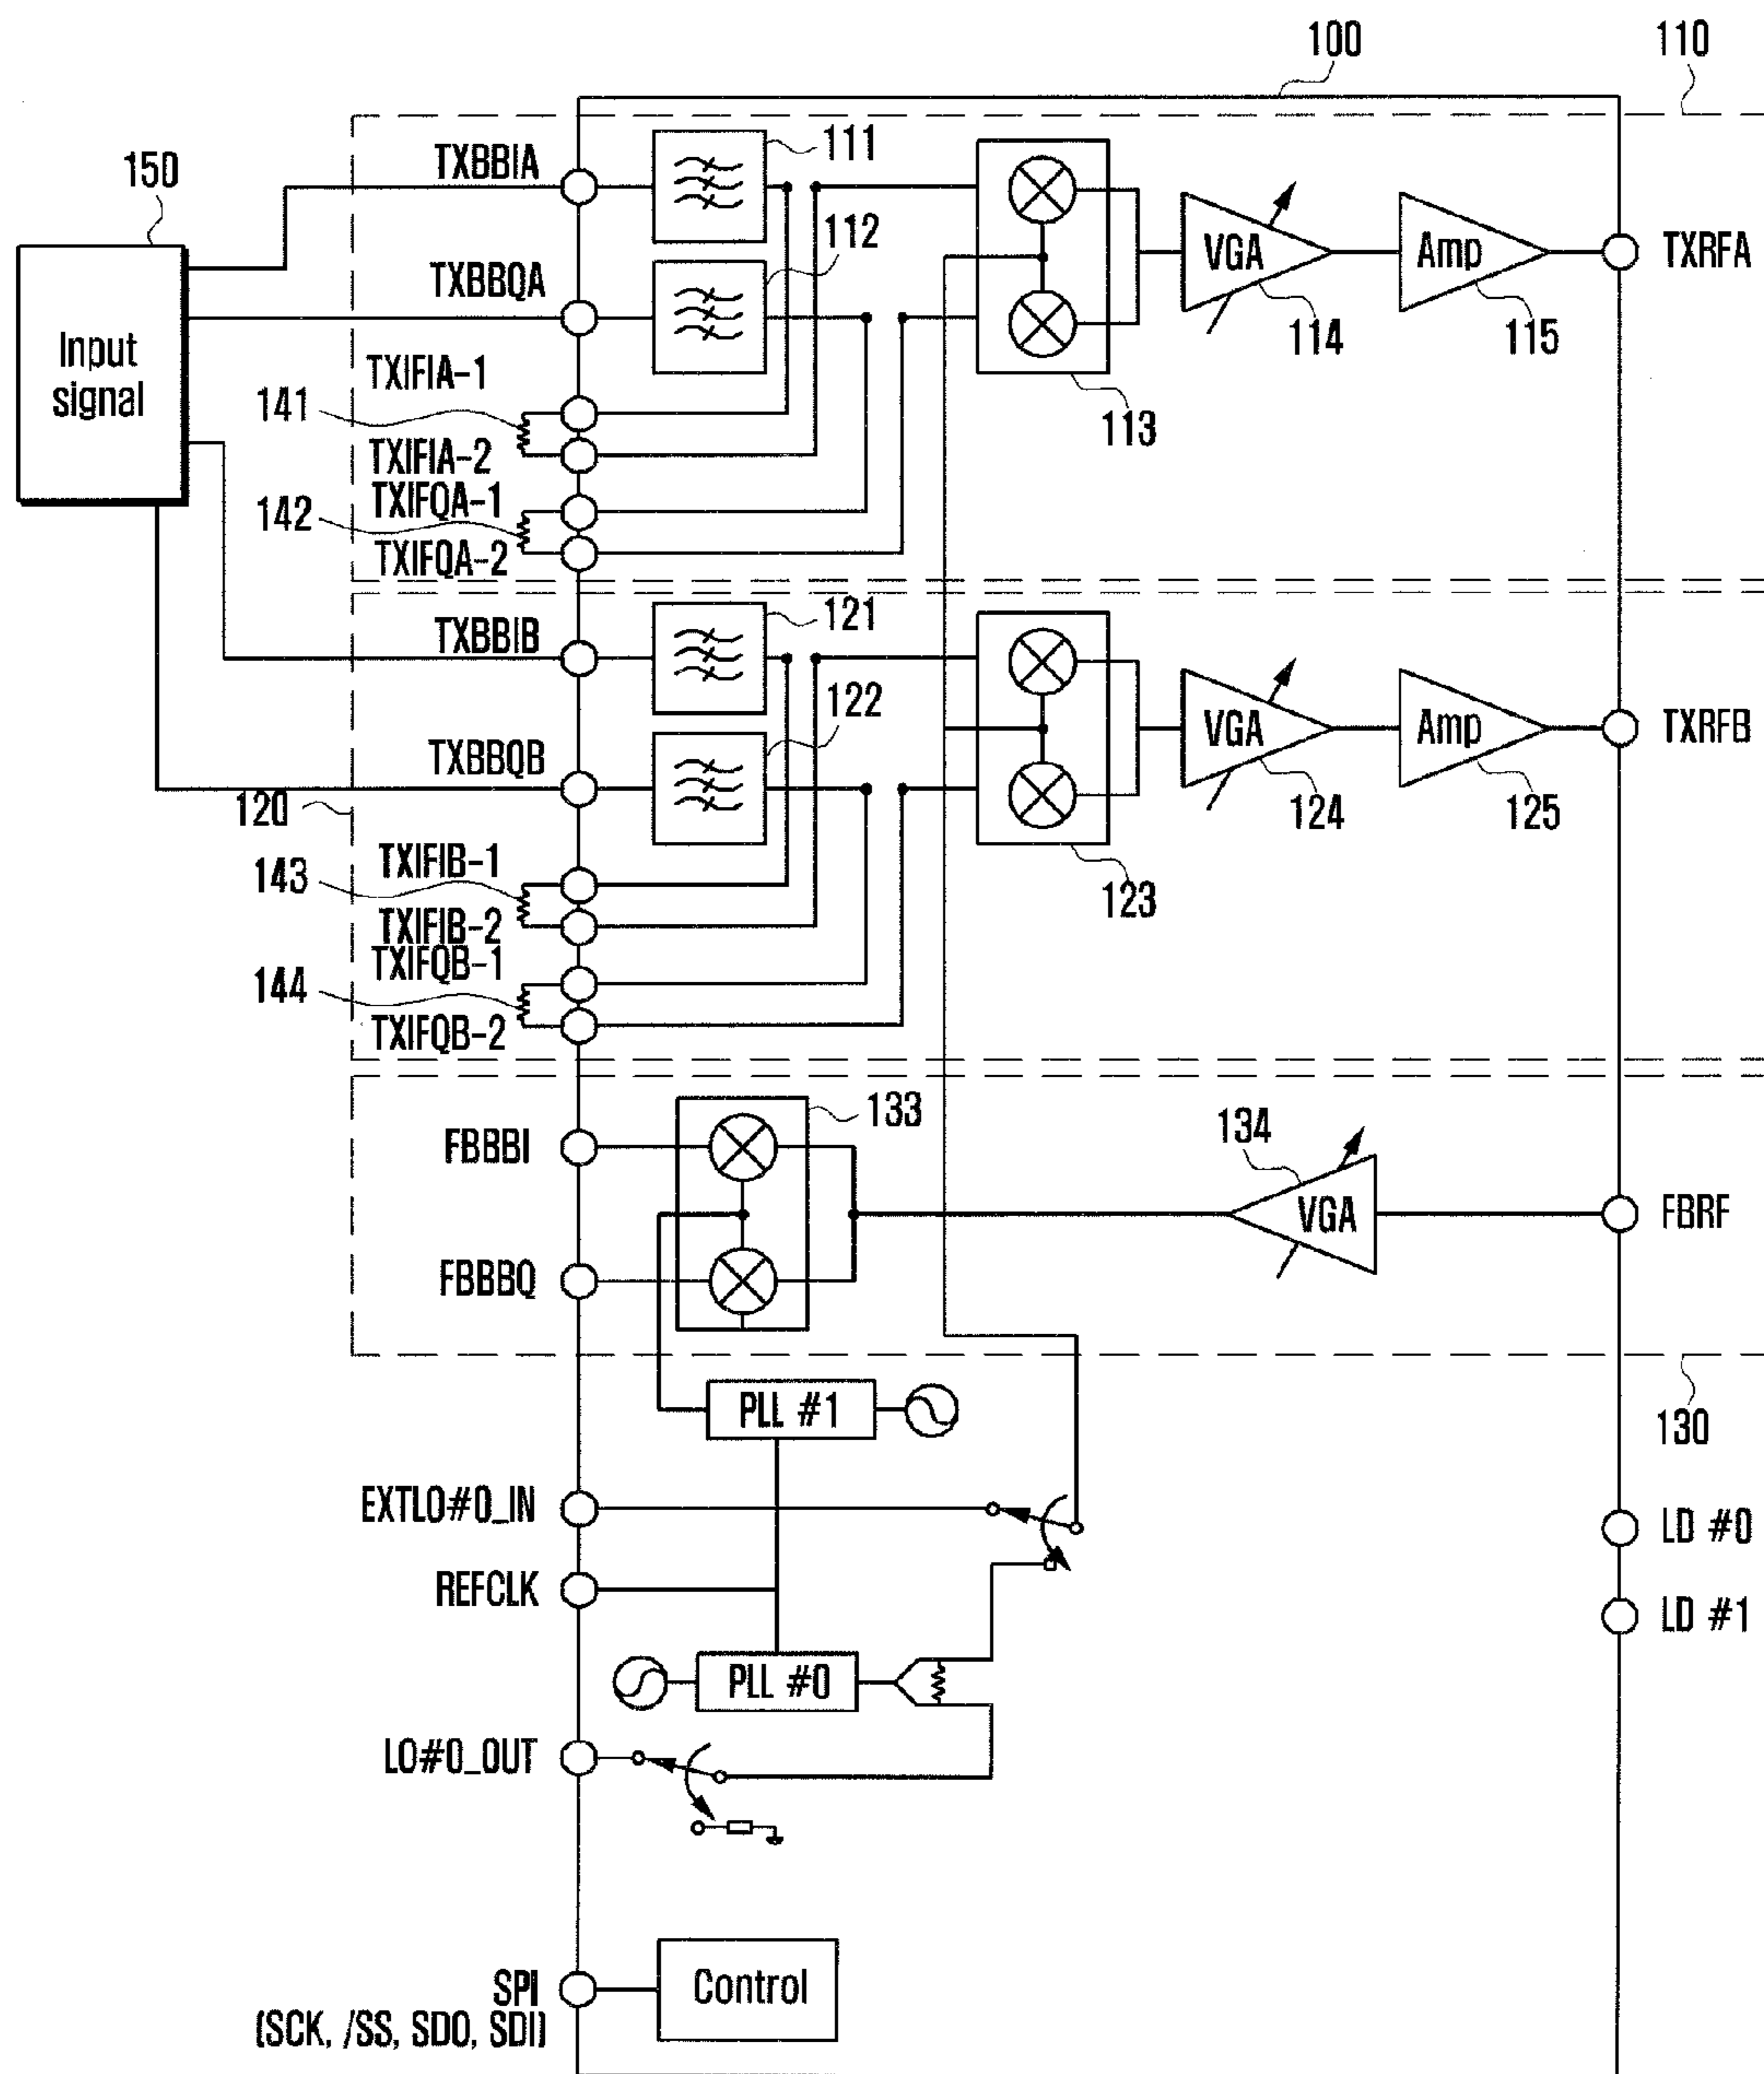 100
110
150
TXBBIA
111
TXBBQA
112
Input
signal
VGA
Amp
TXRFA
TXIFIA-1
141
114
115
113
TXIFIA-2
TXIFQA-1
142
TXIFQA-2
TXBBIB
121
122
VGA
Amp
TXRFB
TXBBQB
120
124
125
TXIFIB-1
143
123
TXIFIB-2
TXIFQB-1
144
TXIFQB-2
133
134
FBBBI
VGA
FBRF
FBBBQ
PLL #1
130
EXTLO#0_IN
LD #0
REFCLK
LD #1
PLL #0
LO#0_OUT
SPI
Control
(SCK, /SS, SDO, SDI)